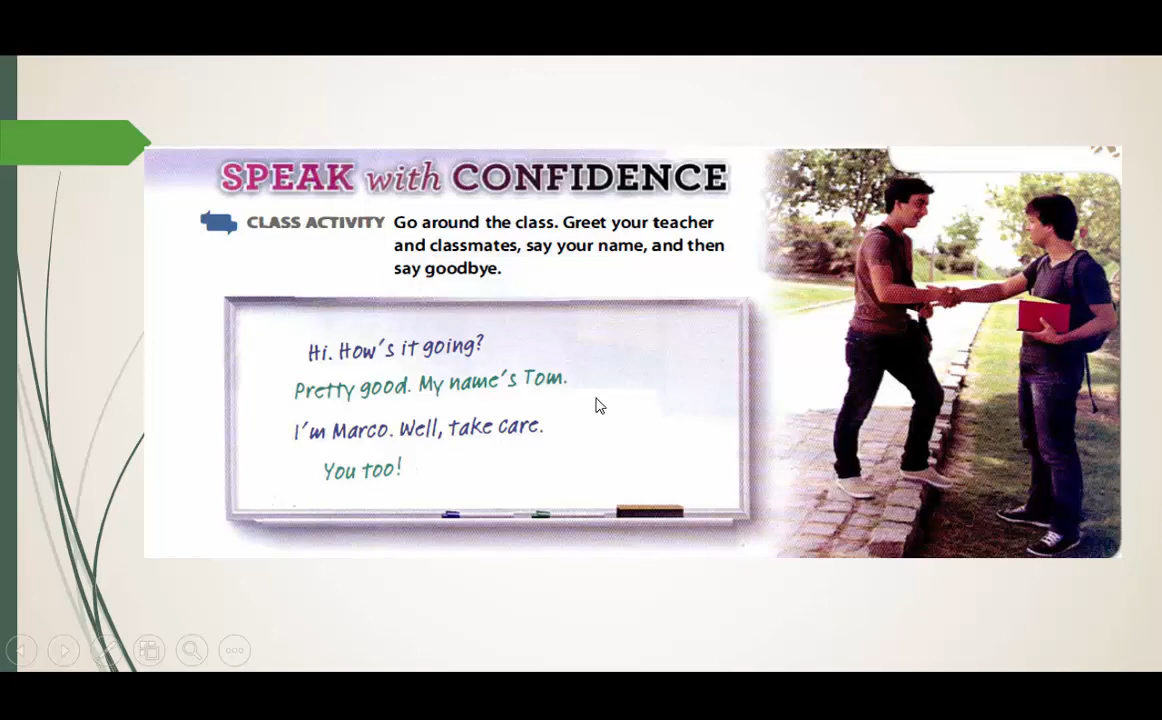 SPEAK with CONFIDENCE
CLASS ACTIVITY Go around the class. Greet your teacher
and classmates, say your name, and then
say goodbye.
Hi. How's it going?
Pretty good. My name's Tom.
I'm Marco. Well, take care.
You too!